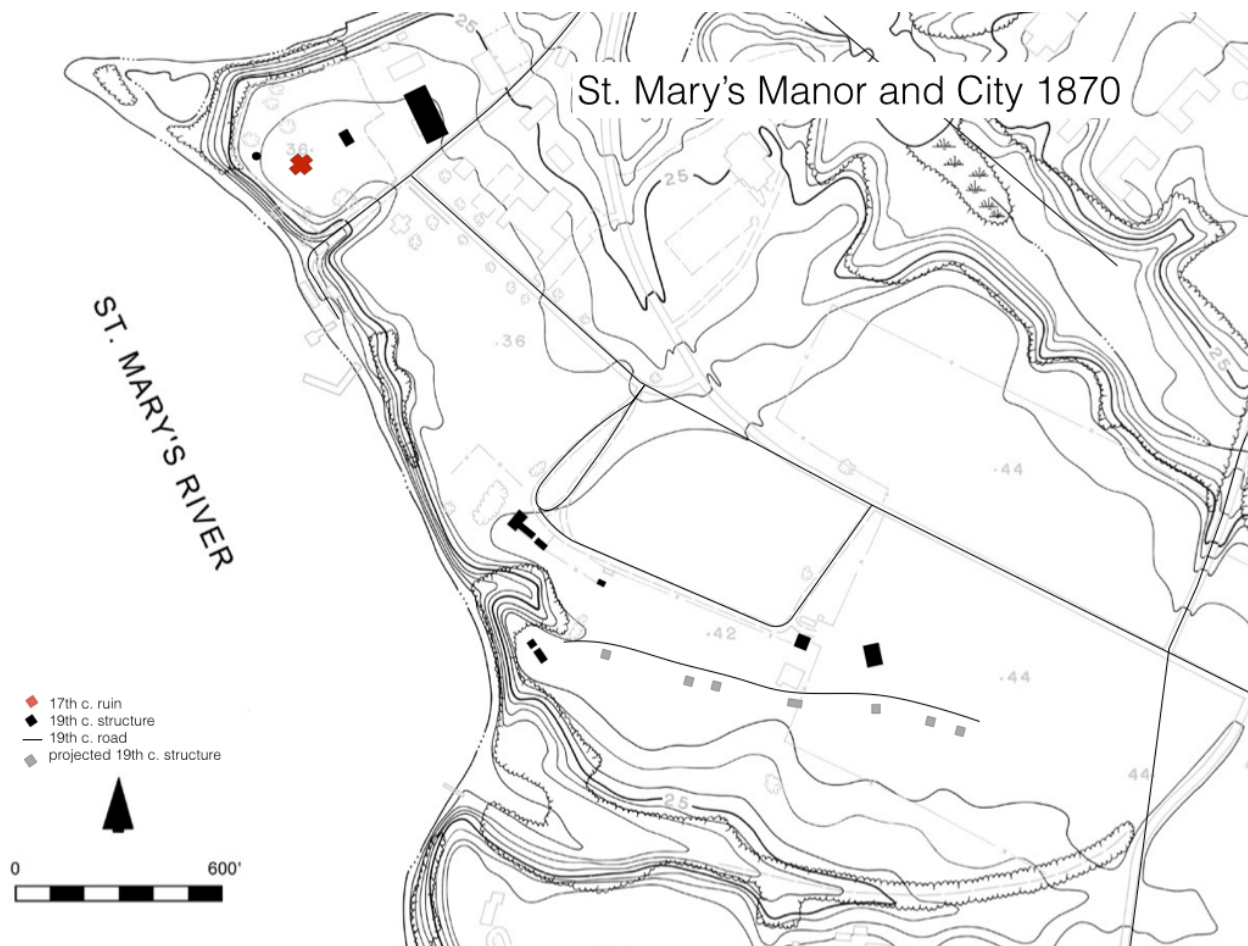 25
St. Mary's Manor and City 1870
36
25
.36
25
ST. MARY'S RIVER
.44
.42
.44
17th c. ruin
19th c. structure
19th c. road
projected 19th c. structure
44
25
0 600'